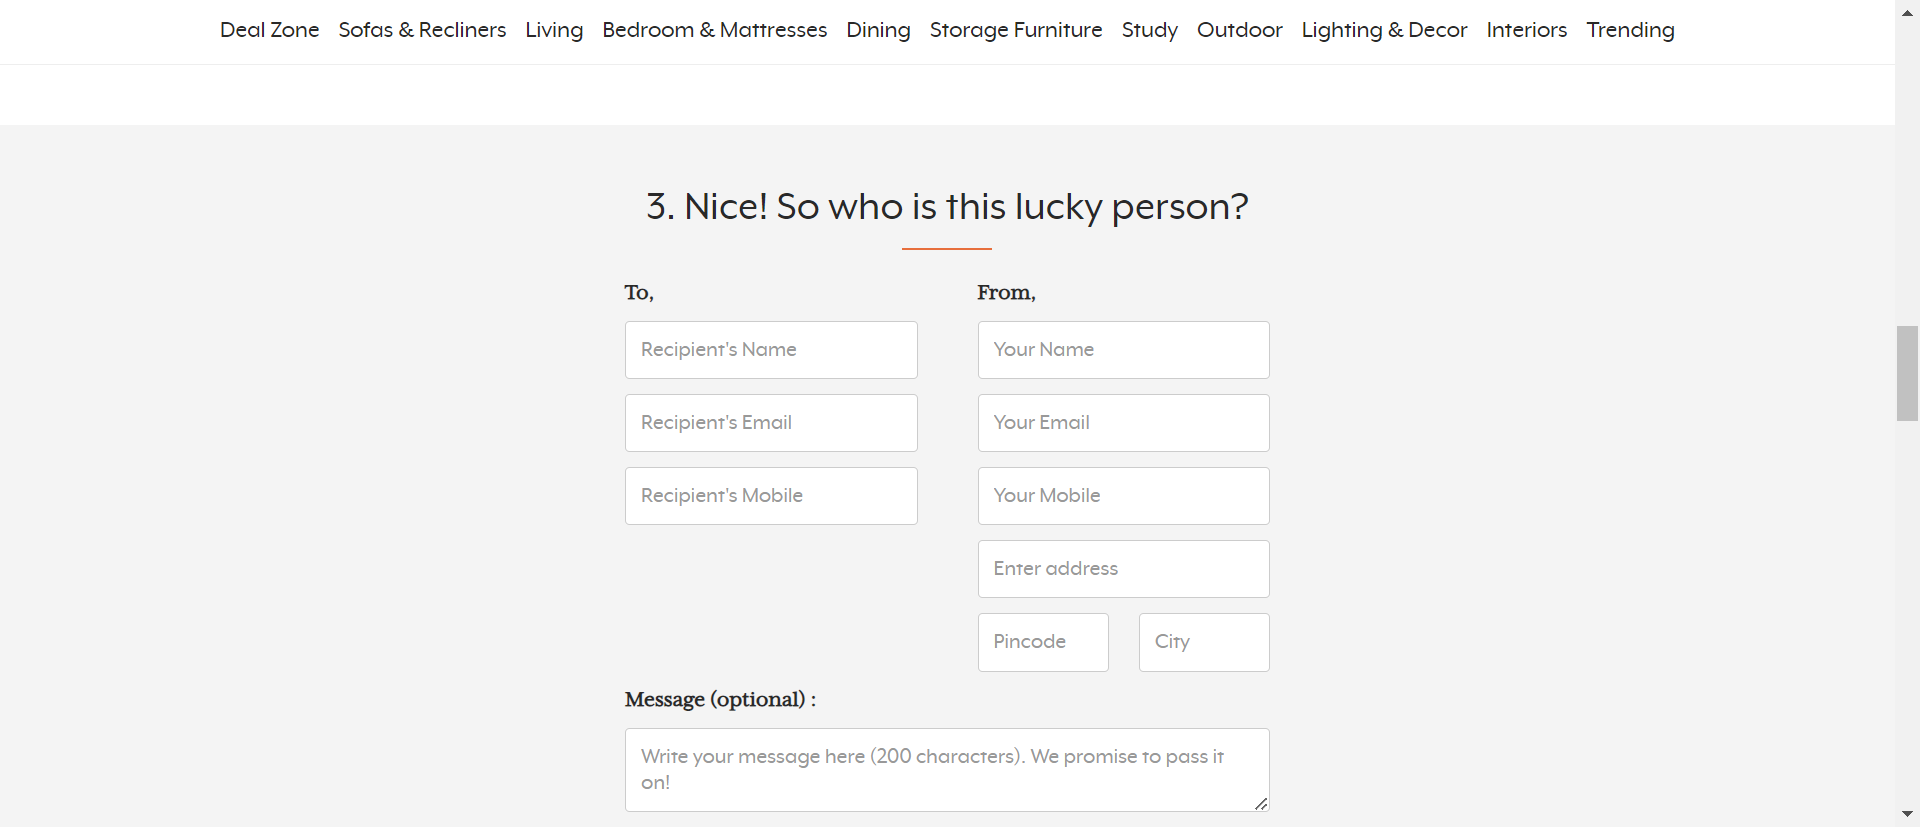 Deal Zone Sofas & Recliners Living Bedroom & Mattresses Dining Storage Furniture Study Outdoor Lighting & Decor Interiors Trending
3. Nice! So who is this lucky person?
To,
Recipient's Name
Recipient's Email
Recipient's Mobile
From,
Your Name
Your Email
Your Mobile
Enter address
Pincode City
Message (optional) :
Write your message here (200 characters). We promise to pass it
on!